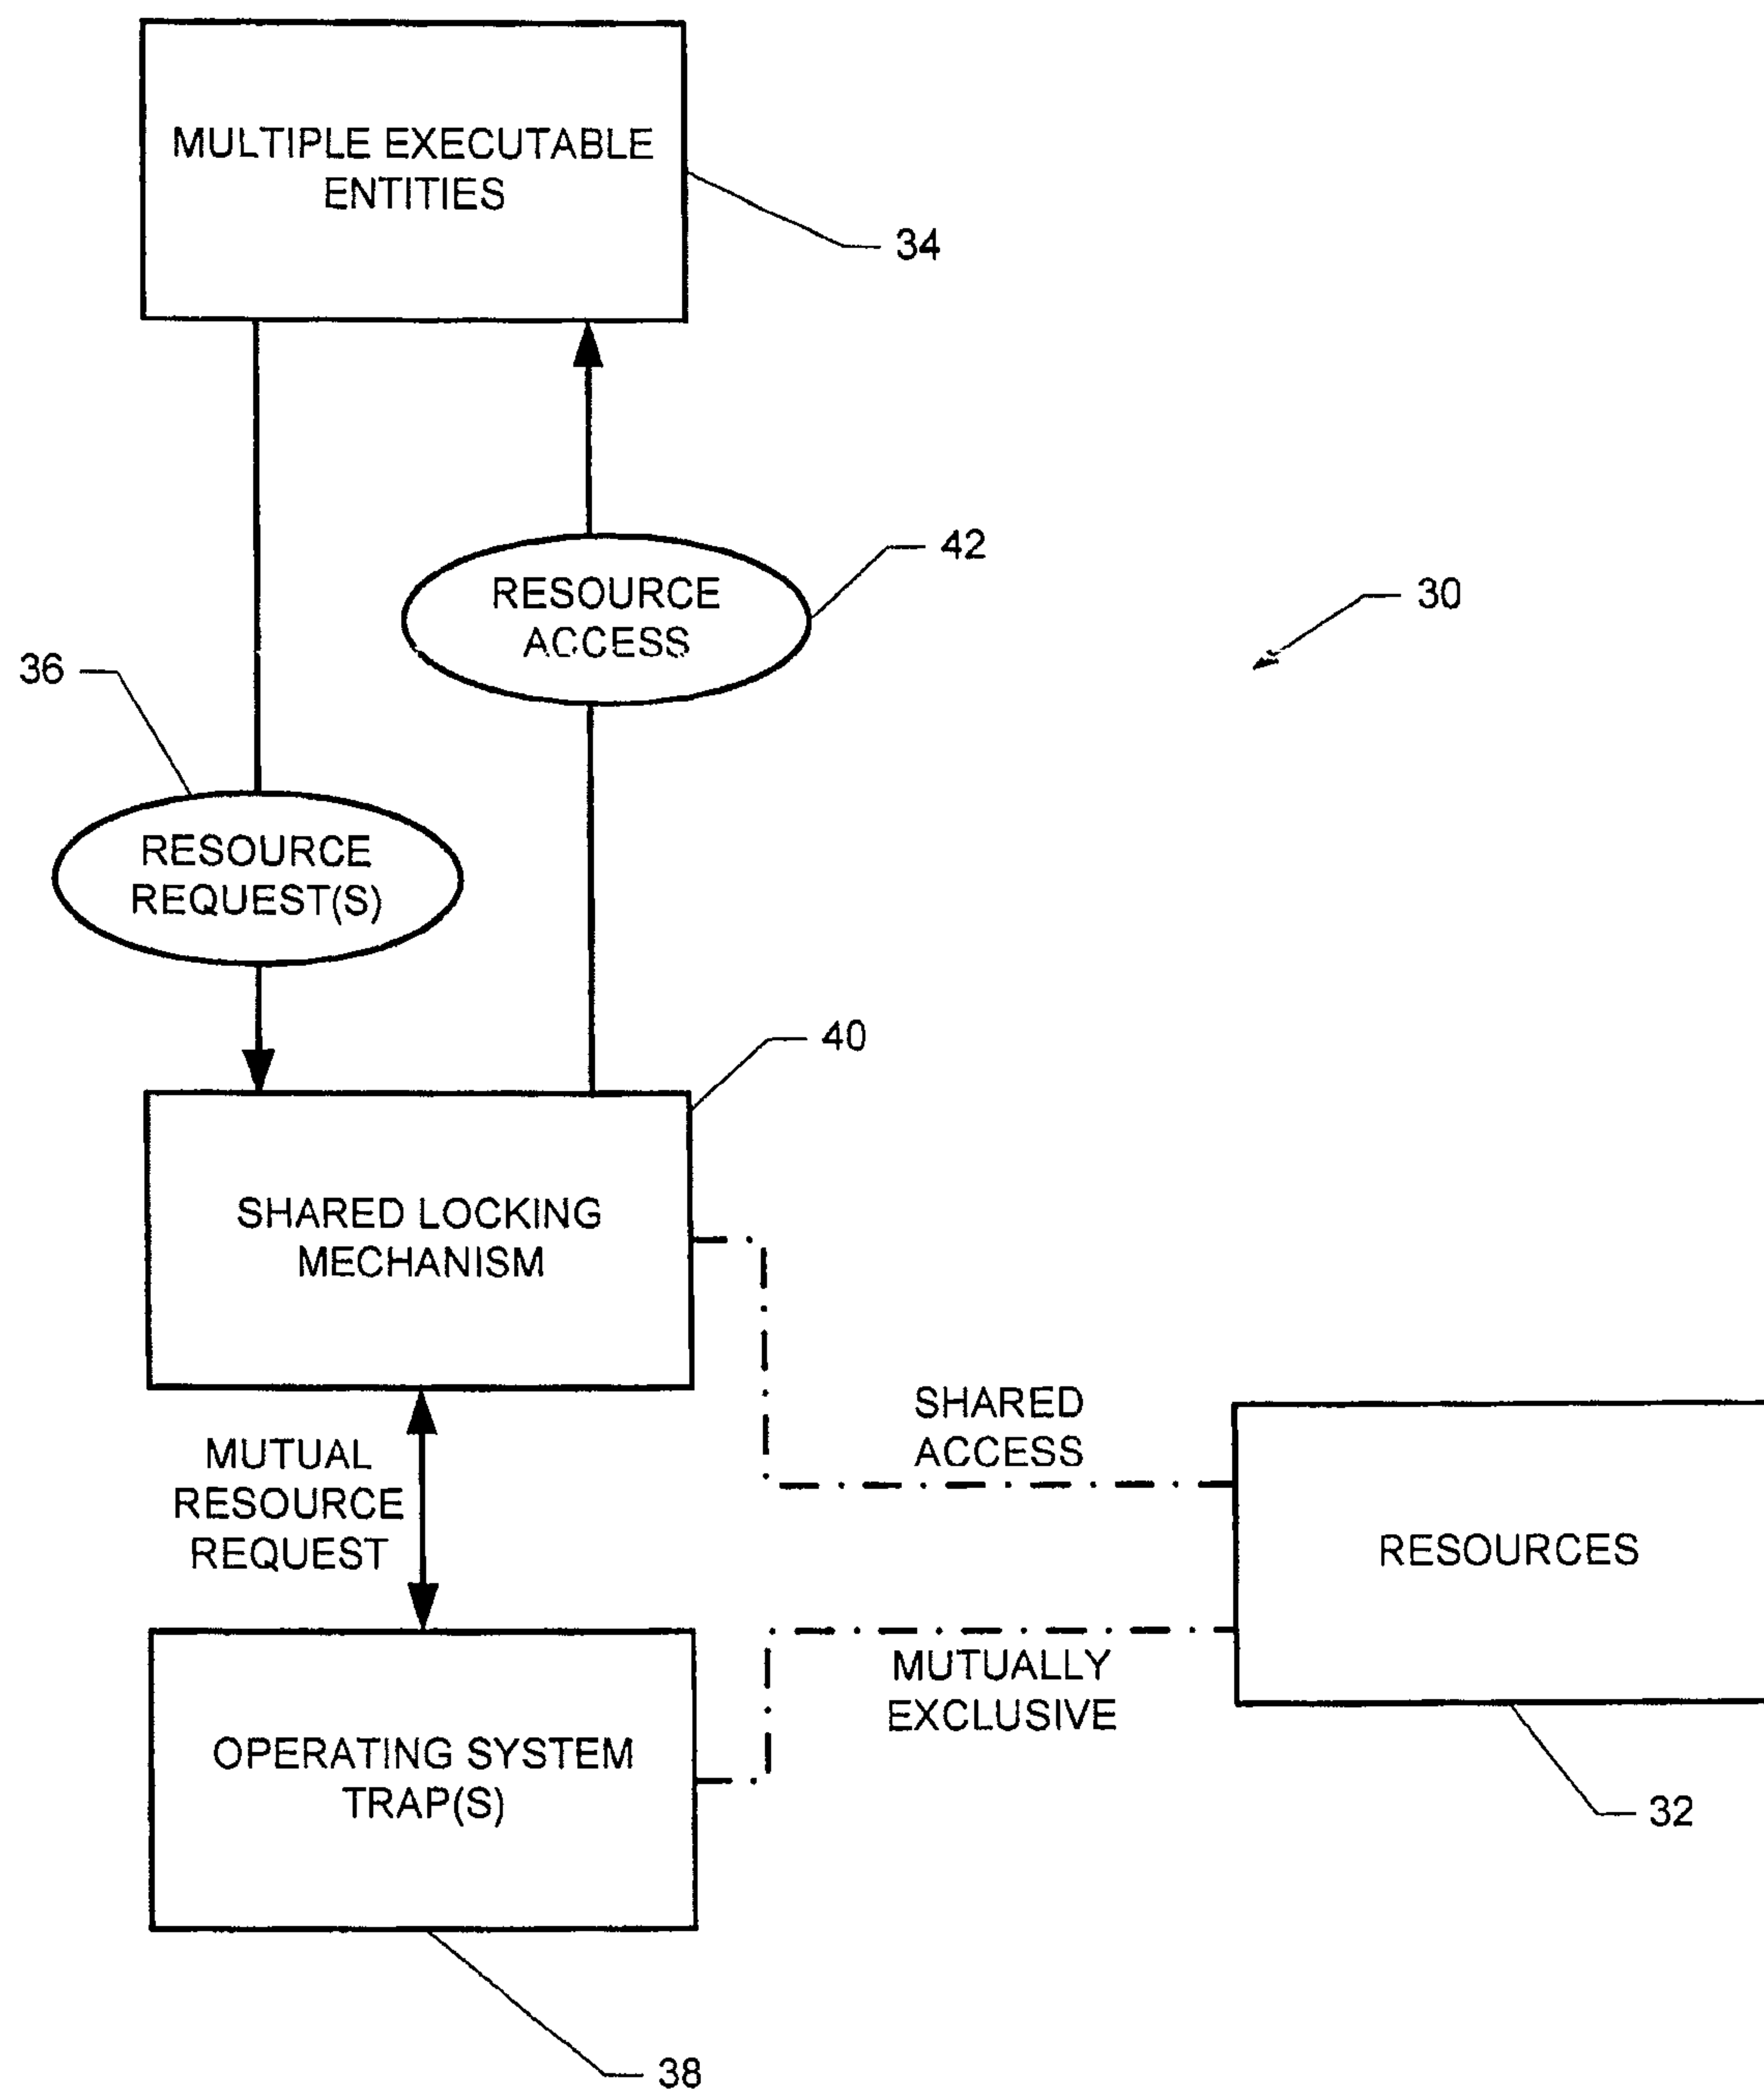 MULTIPLE EXECUTABLE
ENTITIES
34
42
RESOURCE
ACCESS
30
36
RESOURCE
REQUEST(S)
40
SHARED LOCKING
MECHANISM
SHARED
ACCESS
MUTUAL
RESOURCE
REQUEST
RESOURCES
MUTUALLY
EXCLUSIVE
OPERATING SYSTEM
TRAP(S)
32
38